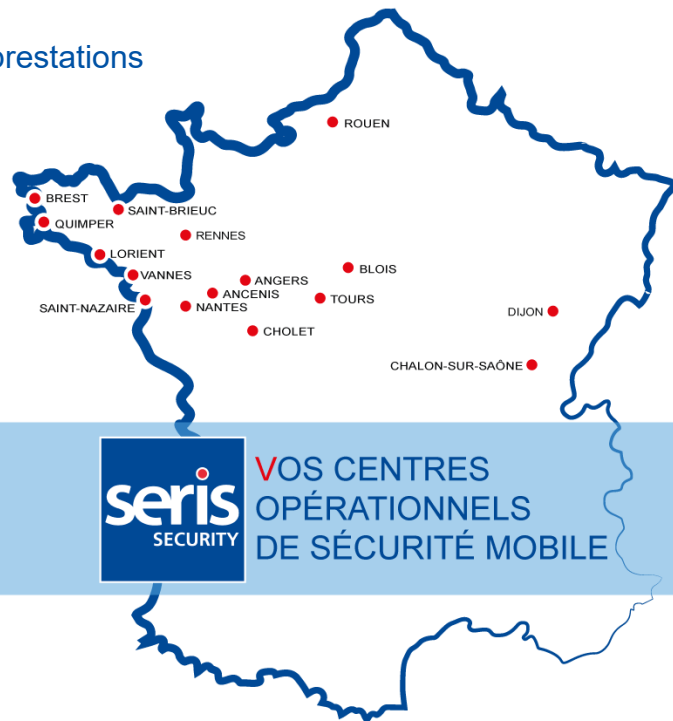 prestations
ROUEN
BREST
SAINT-BRIEUC
QUIMPER
RENNES
LORIENT
BLOIS
VANNES
ANGERS
ANCENIS
TOURS
SAINT-NAZAIRE
NANTES
DIJON
CHOLET
CHALON-SUR-SAÔNE
seris
SECURITY
VOS CENTRES
OPÉRATIONNELS
DE SÉCURITÉ MOBILE